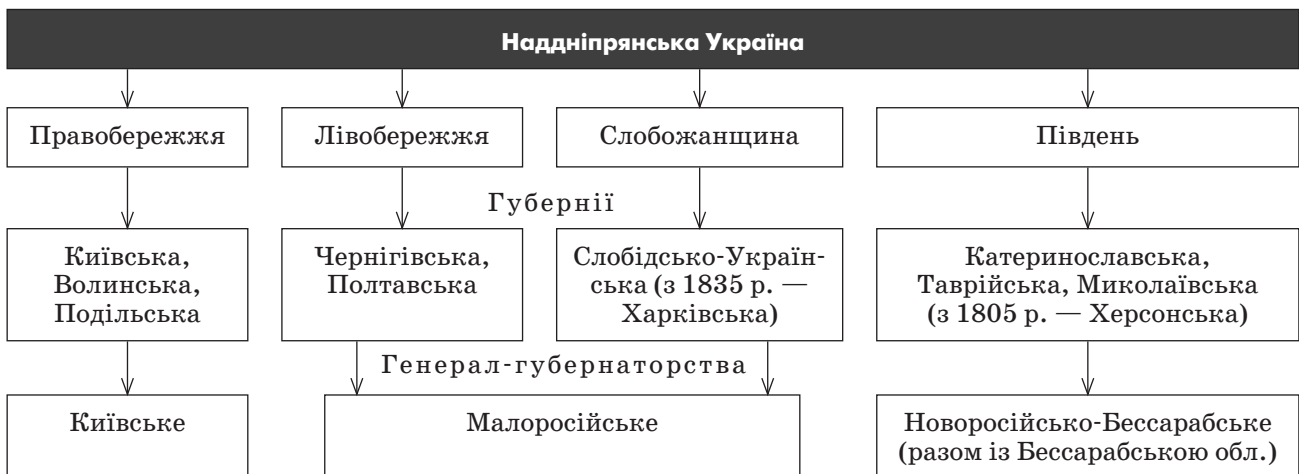 Наддніпрянська Україна
Правобережжя
Лівобережжя
Слобожанщина
Південь
Губернії
Київська,
Волинська,
Подільська
Чернігівська,
Полтавська
Слобідсько-Україн-
ська (з 1835 р. —
Харківська)
Катеринославська,
Таврійська, Миколаївська
(з 1805 р. — Херсонська)
Генерал-губернаторства
Київське
Малоросійське
Новоросійсько-Бессарабське
(разом із Бессарабською обл.)